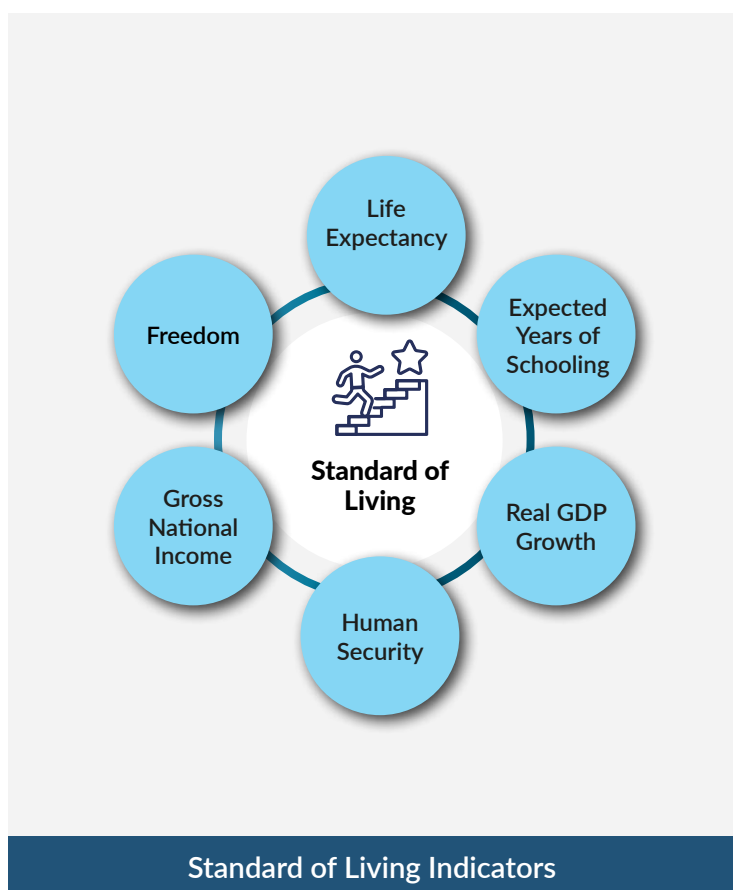 Life
Expectancy
Expected
Years of
Schooling
Real GDP
Growth
Human
Security
Gross
National
Income
Freedom
Standard of
Living
Standard of Living Indicators